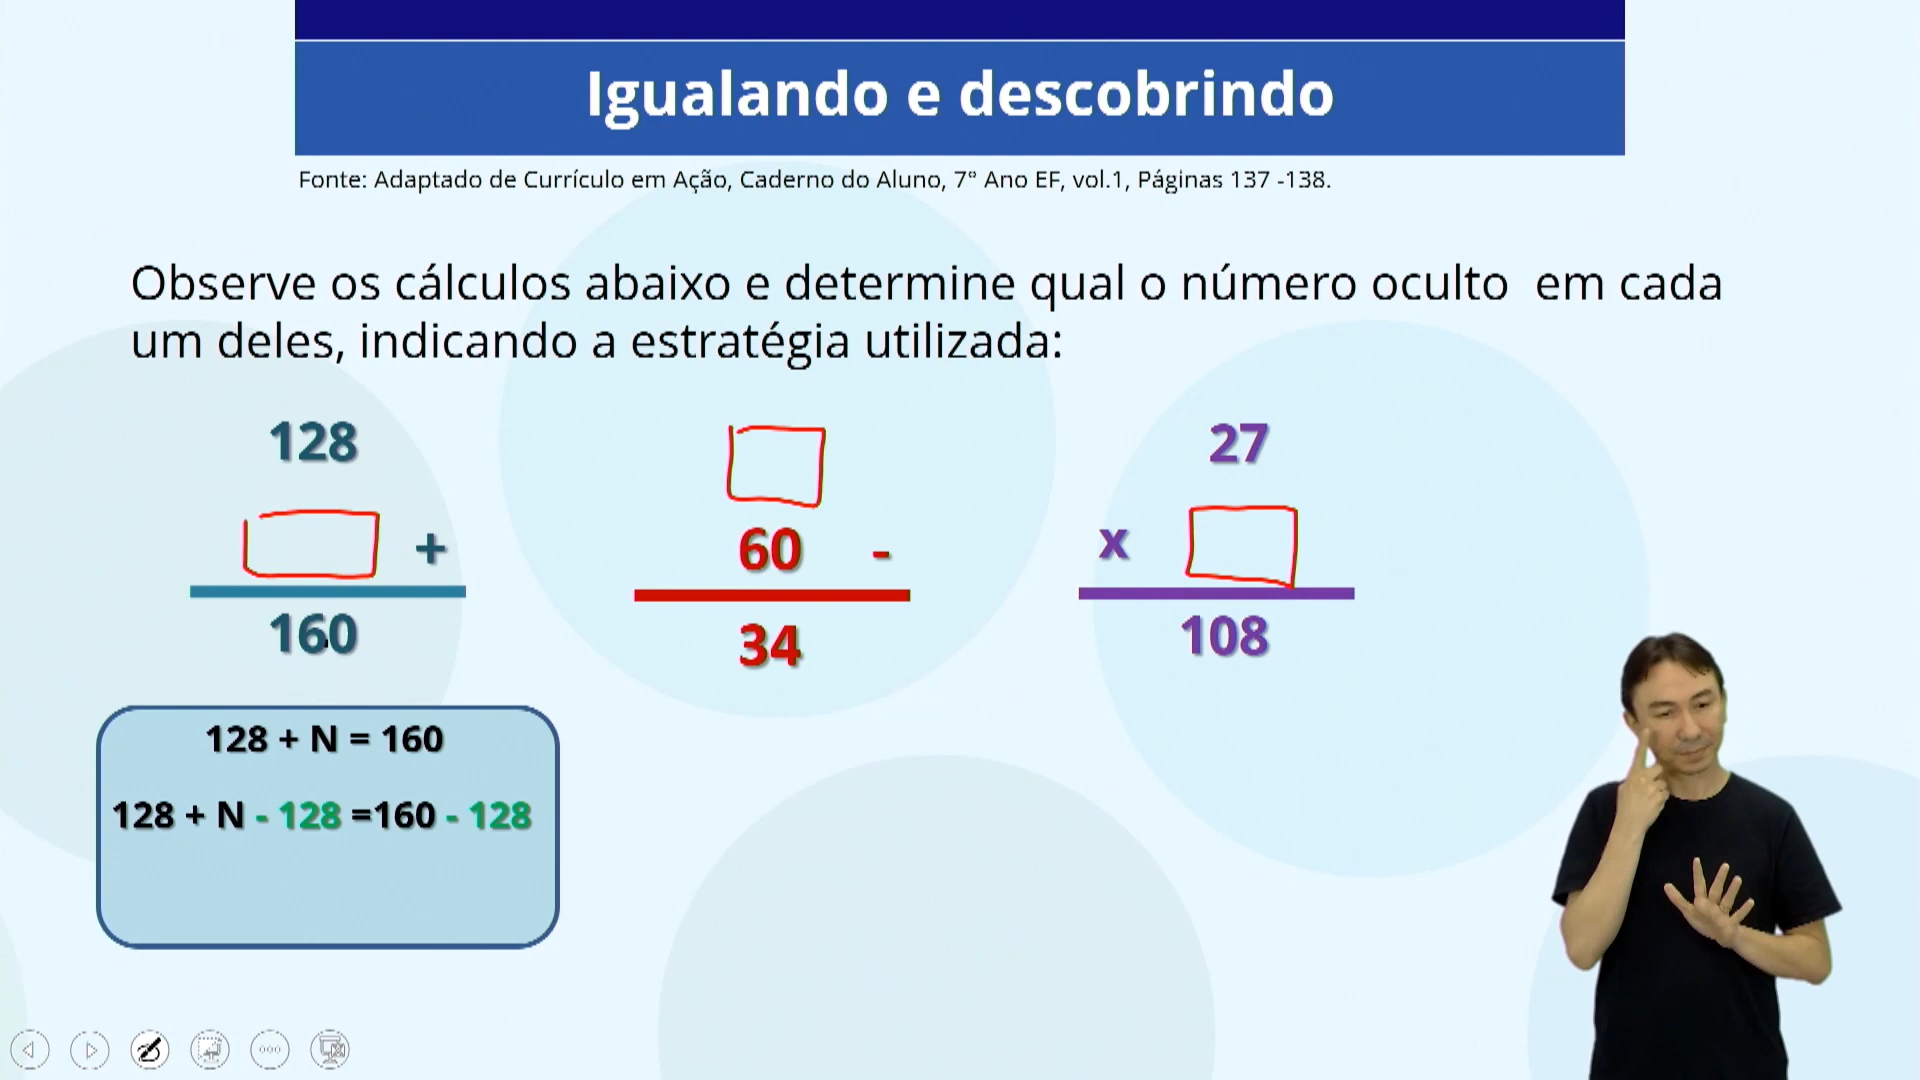 Igualando e descobrindo
Fonte: Adaptado de Currículo em Ação, Caderno do Aluno, 7º Ano EF, vol.1, Páginas 137 -138.
Observe os cálculos abaixo e determine qual o número oculto em cada
um deles, indicando a estratégia utilizada:
128
+
160
60 -
34
27
x
108
128 + N = 160
128 + N - 128 =160 - 128